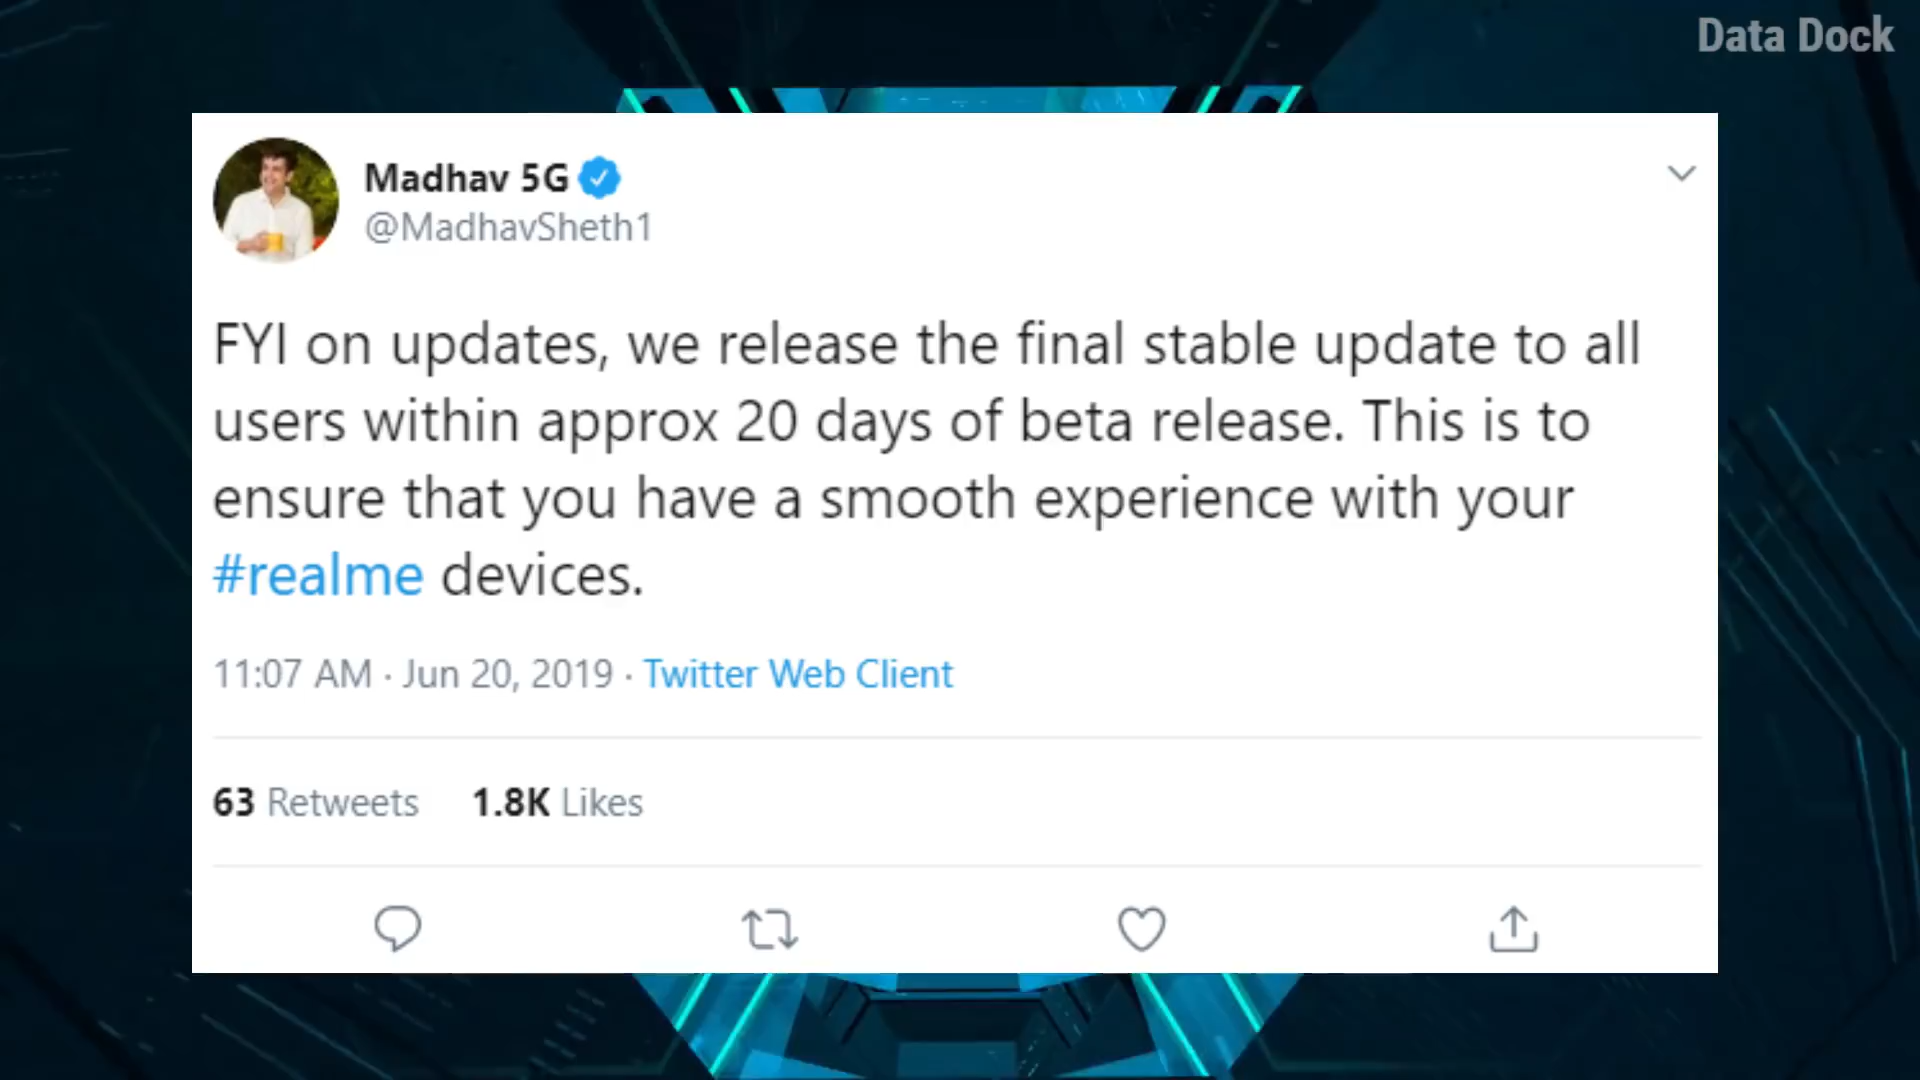 Data Dock
Madhav 5G
@MadhavSheth1
FYI on updates, we release the final stable update to all
users within approx 20 days of beta release. This is to
ensure that you have a smooth experience with your
#realme devices.
11:07 AM · Jun 20, 2019 · Twitter Web Client
63 Retweets 1.8K Likes